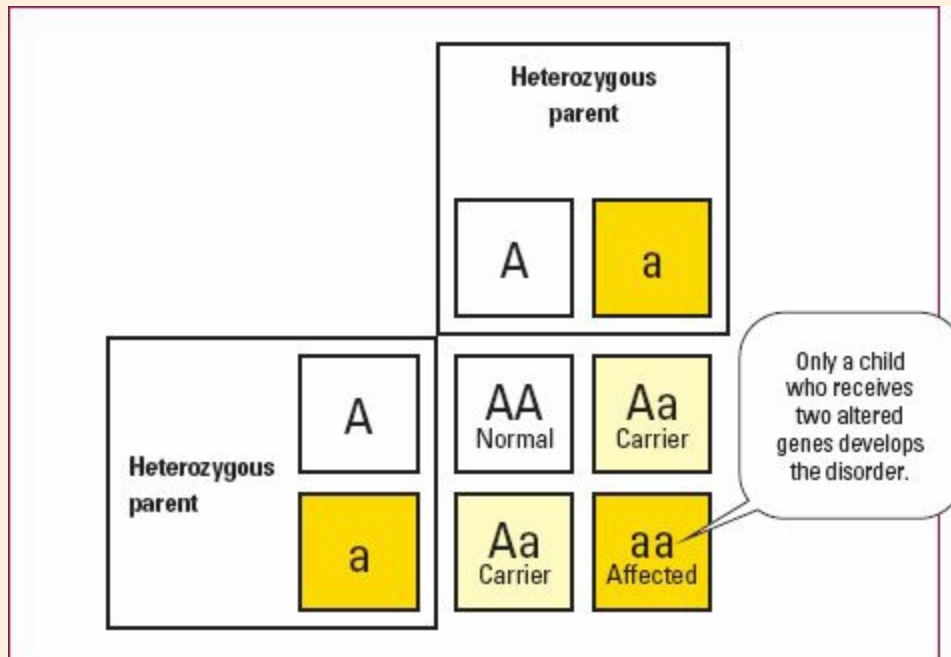 Heterozygous
parent
A
a
Only a child
who receives
two altered
genes develops
the disorder.
Heterozygous
parent
A
a
AA
Normal
Aa
Carrier
Aa
Carrier
aa
Affected